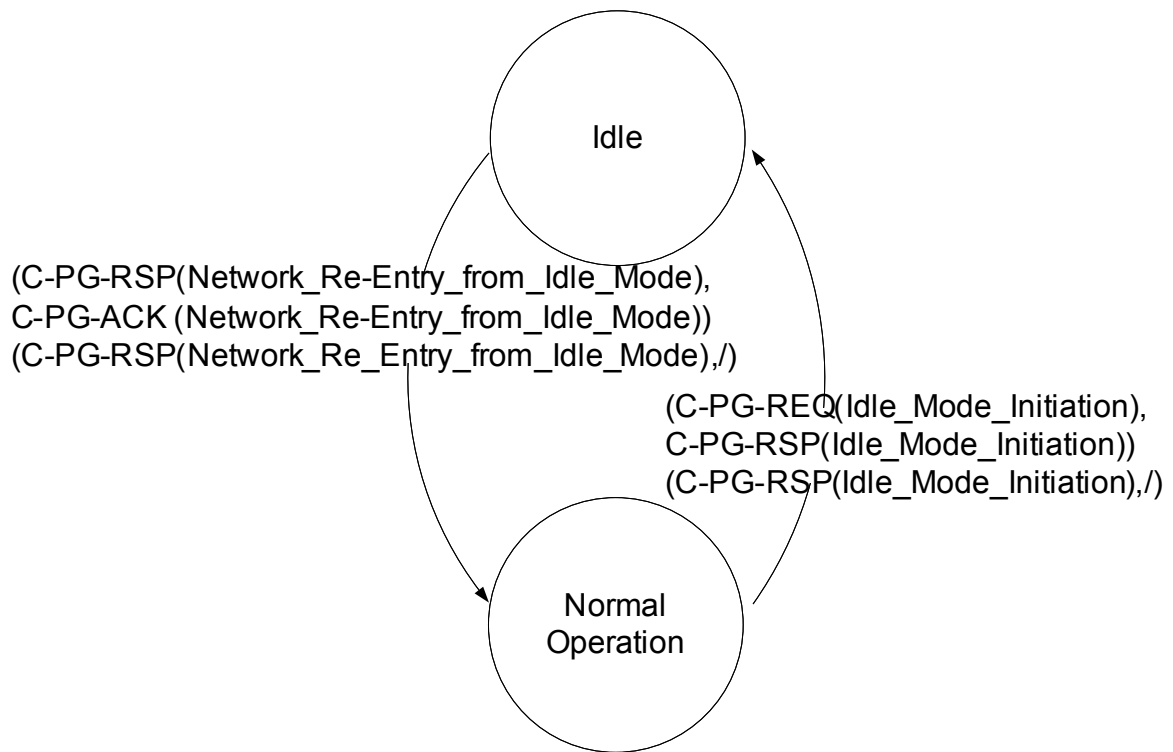 Idle
(C-PG-RSP(Network_Re-Entry_from_Idle_Mode),
C-PG-ACK (Network_Re-Entry_from_Idle_Mode))
(C-PG-RSP(Network_Re_Entry_from_Idle_Mode),/)
(C-PG-REQ(Idle_Mode_Initiation),
C-PG-RSP(Idle_Mode_Initiation))
(C-PG-RSP(Idle_Mode_Initiation),/)
Normal
Operation